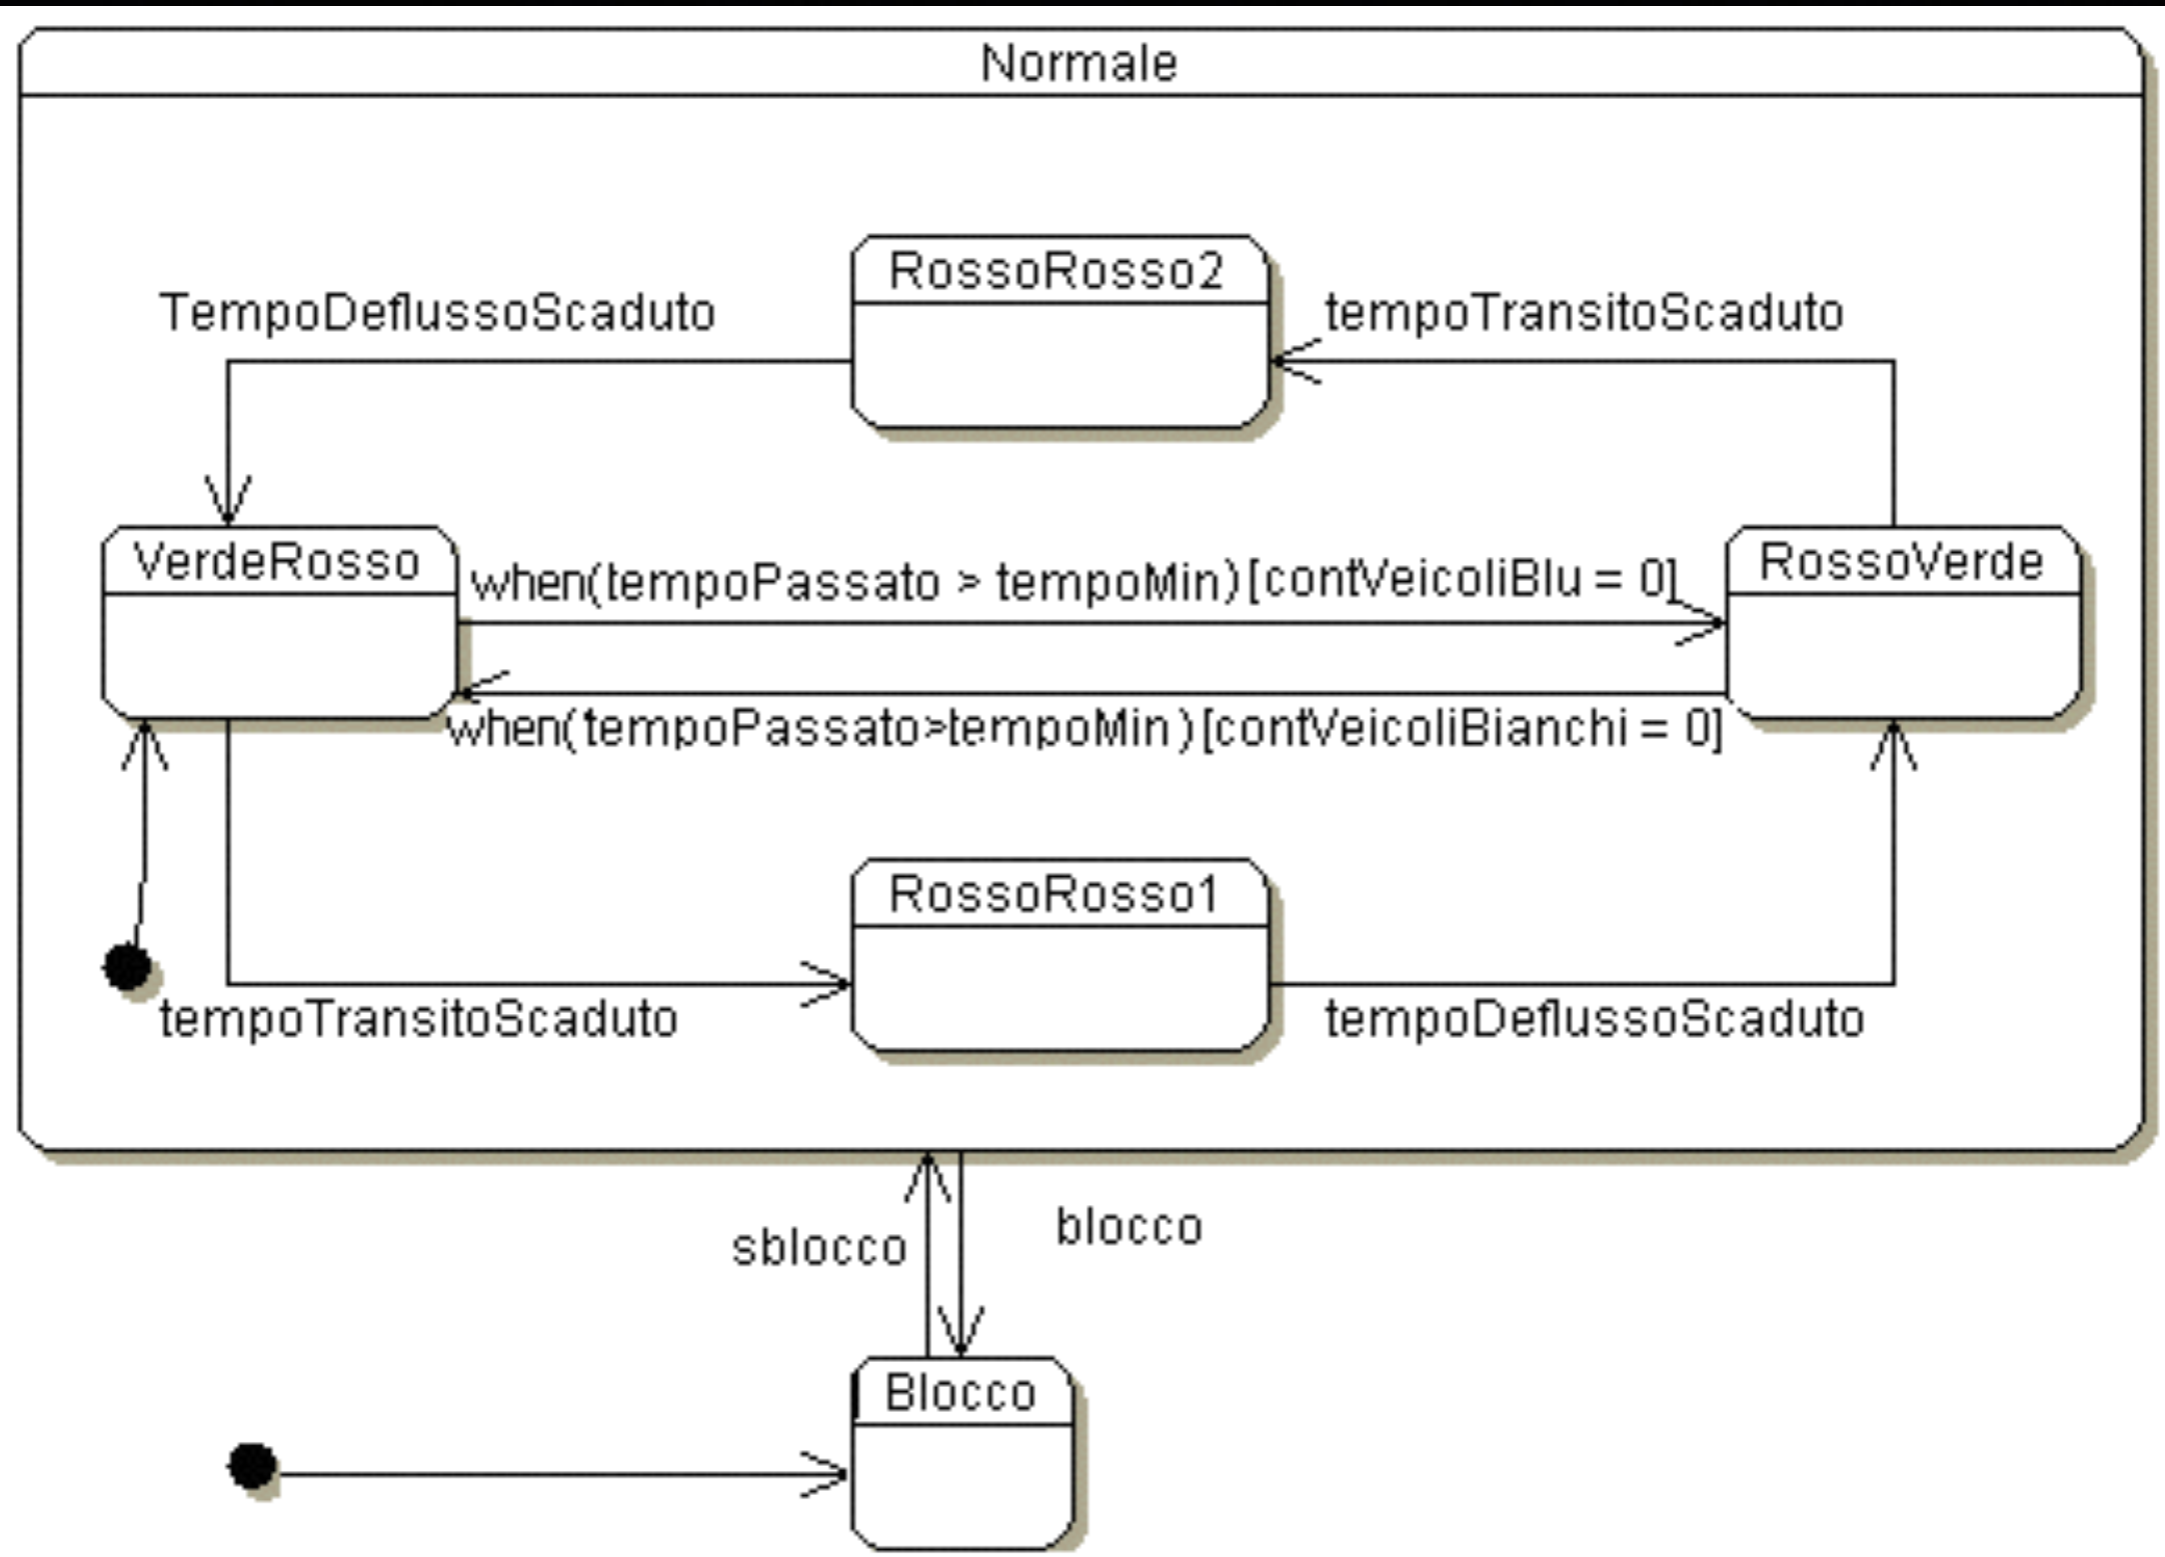 Normale
RossoRosso2
TempoDeflussoScaduto
tempoTransitoScaduto
VerdeRosso
when(tempoPassato > tempoMin)[contVeicoliBlu = 0]
RossoVerde
when(tempoPassato>tempoMin)[contVeicoliBianchi = 0]
RossoRosso1
tempoTransitoScaduto
tempoDeflussoScaduto
sblocco
blocco
Blocco